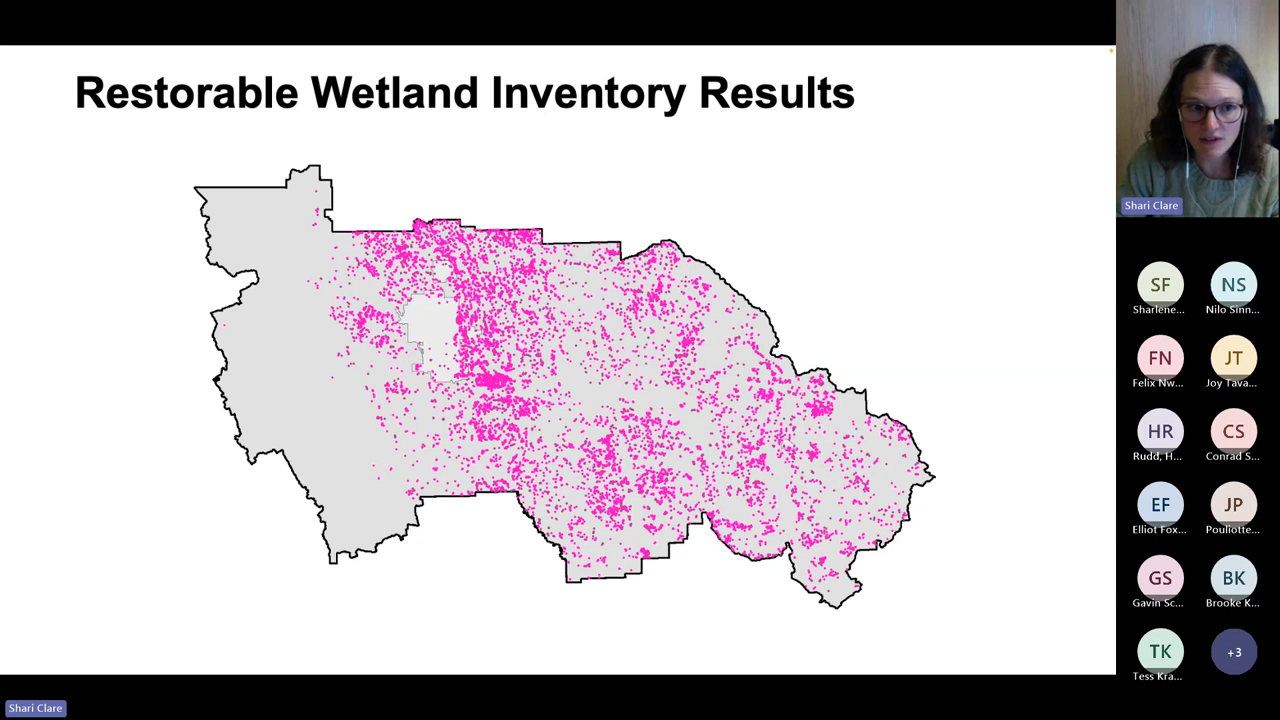 Restorable Wetland Inventory Results
Shari Clare
SF
NS
Sharlene...
Nilo Sinn...
FN
JT
Felix Nw...
Joy Tava...
HR
CS
Rudd, H...
Conrad S...
EF
JP
Elliot Fox...
Pouliotte...
GS
BK
Gavin Sc...
Brooke K...
TK
+3
Tess Kra...
Shari Clare